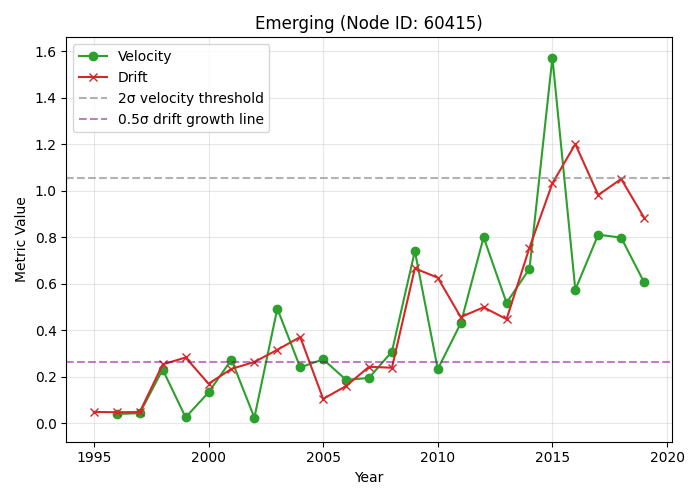 Emerging (Node ID: 60415)
Velocity
Drift
2σ velocity threshold
0.5σ drift growth line
Metric Value
1.6
1.4
1.2
1.0
0.8
0.6
0.4
0.2
0.0
1995 2000 2005 2010 2015 2020
Year